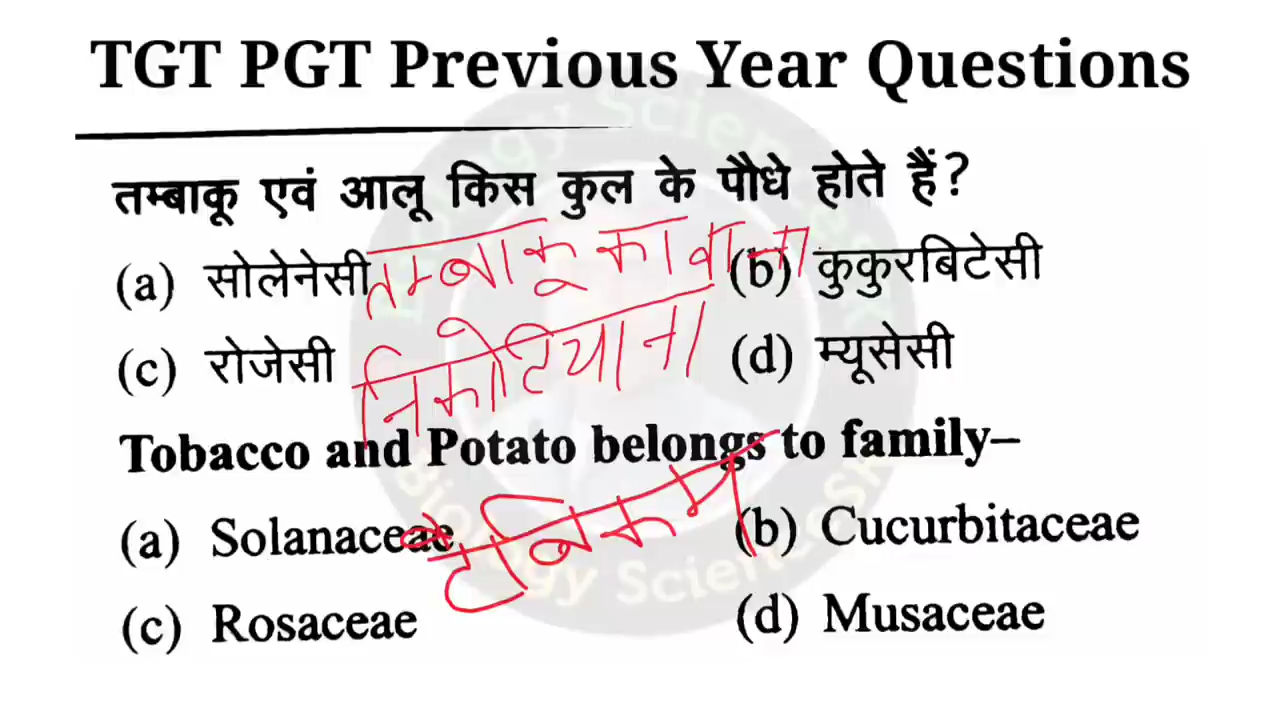 TGT PGT Previous Year Questions
तम्बाकू एवं आलू किस कुल के पौधे होते हैं?
(a) सोलेनेसी (b) कुकुरबिटेसी
तम्बाकू का वा ना
(c) रोजेसी (d) म्यूसेसी
निकोटियाना
Tobacco and Potato belongs to family–
(a) Solanaceae (b) Cucurbitaceae
टैबेकम
(c) Rosaceae (d) Musaceae